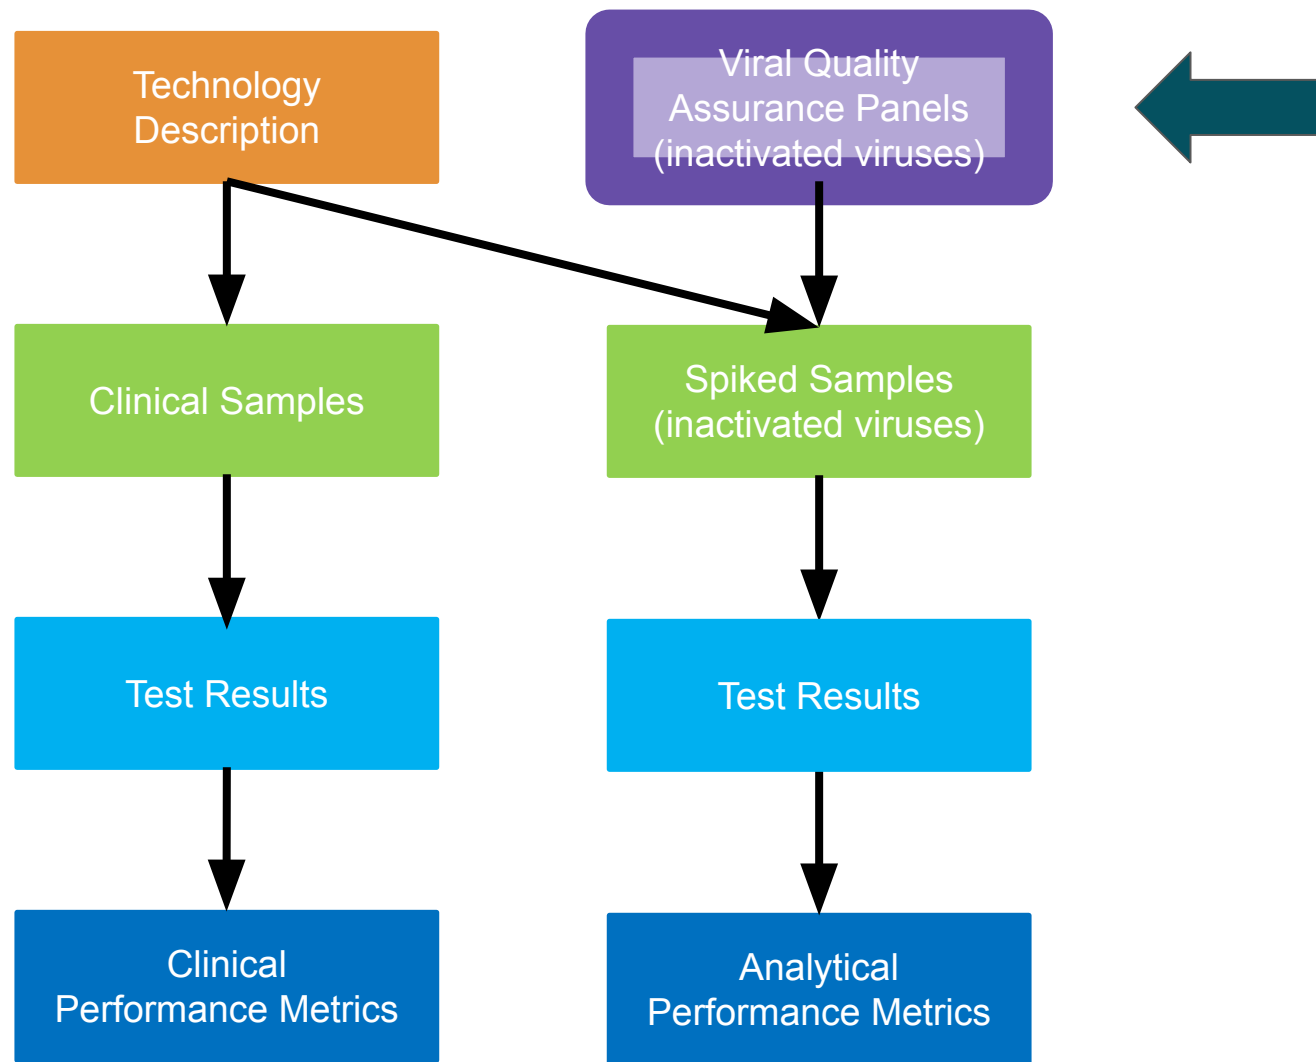 Technology
Description
Viral Quality
Assurance Panels
(inactivated viruses)
Clinical Samples
Spiked Samples
(inactivated viruses)
Test Results
Test Results
Clinical
Performance Metrics
Analytical
Performance Metrics